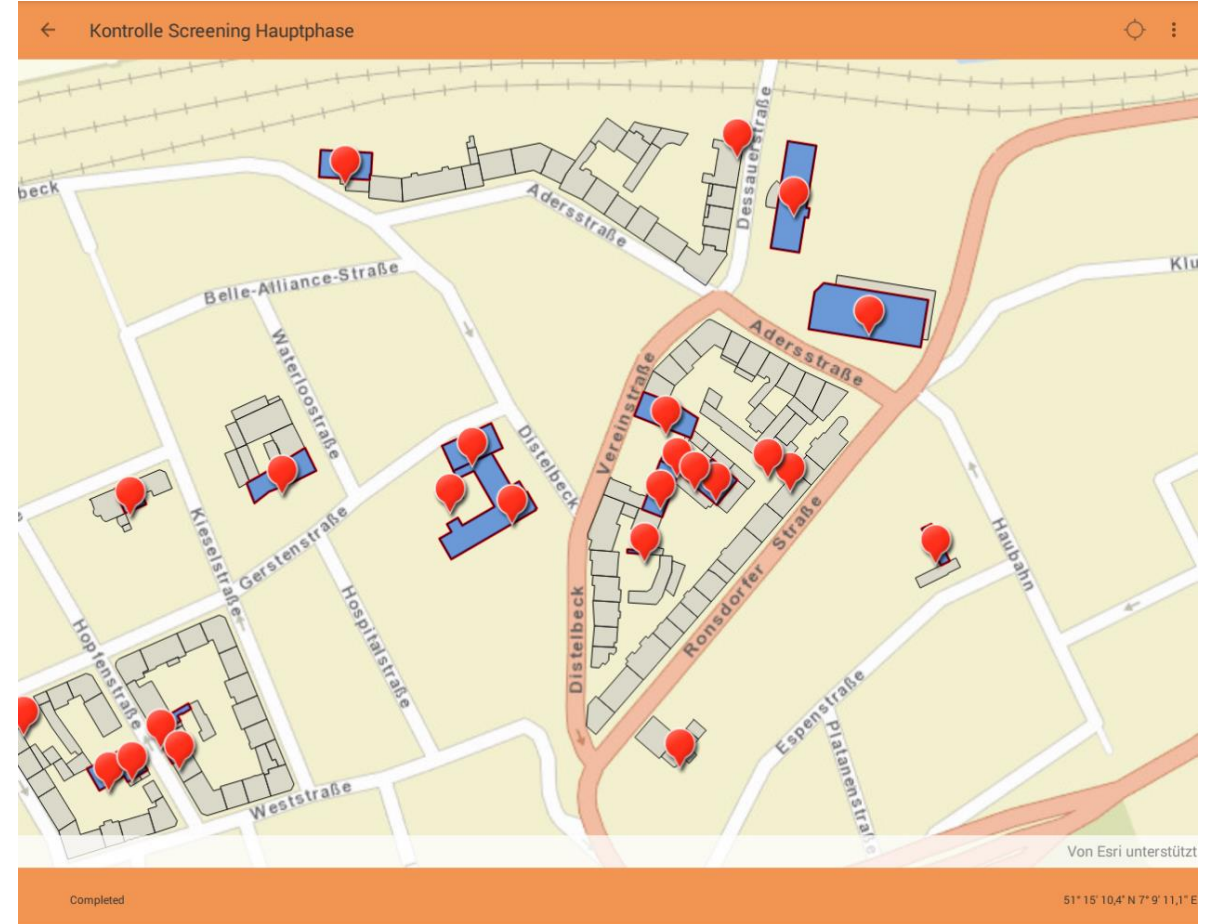 Kontrolle Screening Hauptphase
beck
Dessauerstraße
Adersstraße
Klu
Belle-Alliance-Straße
Adersstraße
Waterloostraße
Vereinstraße
Distelbeck
Kieselstraße
Gerstenstraße
Ronsdorfer Straße
Haubahn
Hopfenstraße
Hospitalstraße
Distelbeck
Espenstraße
Platanenstraße
Weststraße
Von Esri unterstützt
Completed
51° 15' 10,4" N 7° 9' 11,1" E